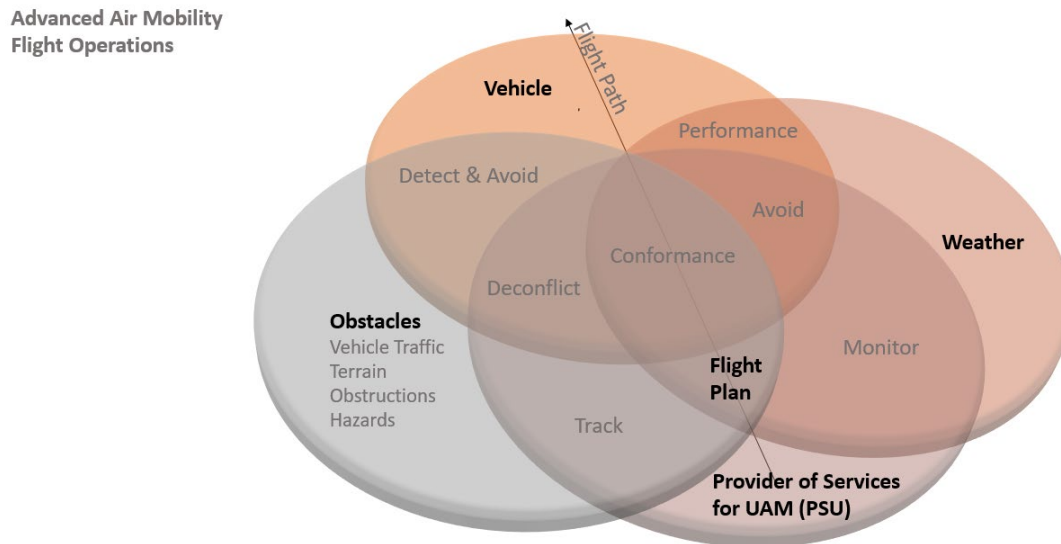 Advanced Air Mobility
Flight Operations
Flight Path
Vehicle
Performance
Detect & Avoid
Avoid
Weather
Conformance
Deconflict
Obstacles
Vehicle Traffic
Terrain
Obstructions
Hazards
Monitor
Flight
Plan
Track
Provider of Services
for UAM (PSU)